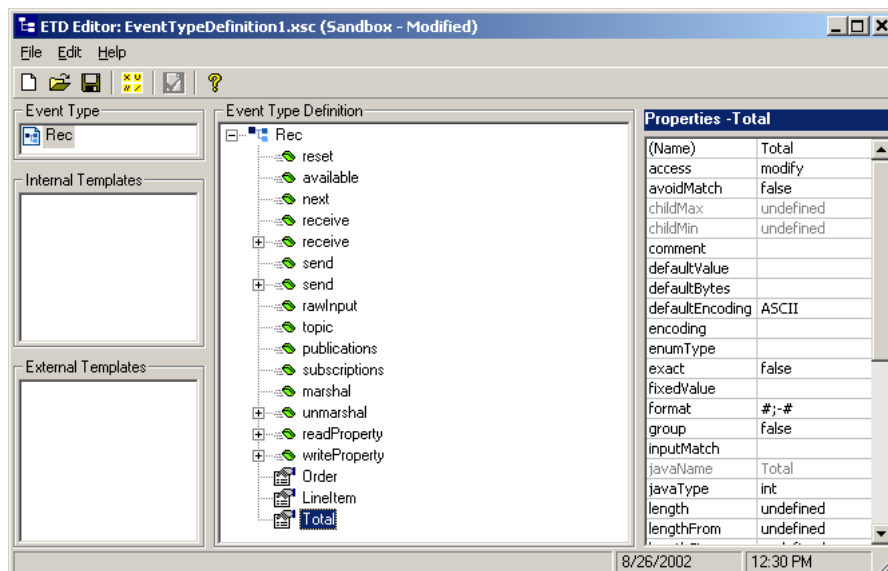 ETD Editor: EventTypeDefinition1.xsc (Sandbox - Modified)
File Edit Help
Event Type
Rec
Internal Templates
External Templates
Event Type Definition
Rec
reset
available
next
receive
receive
send
send
rawInput
topic
publications
subscriptions
marshal
unmarshal
readProperty
writeProperty
Order
LineItem
Total
Properties -Total
(Name) Total
access modify
avoidMatch false
childMax undefined
childMin undefined
comment
defaultValue
defaultBytes
defaultEncoding ASCII
encoding
enumType
exact false
fixedValue
format #;-#
group false
inputMatch
javaName Total
javaType int
length undefined
lengthFrom undefined
8/26/2002 12:30 PM